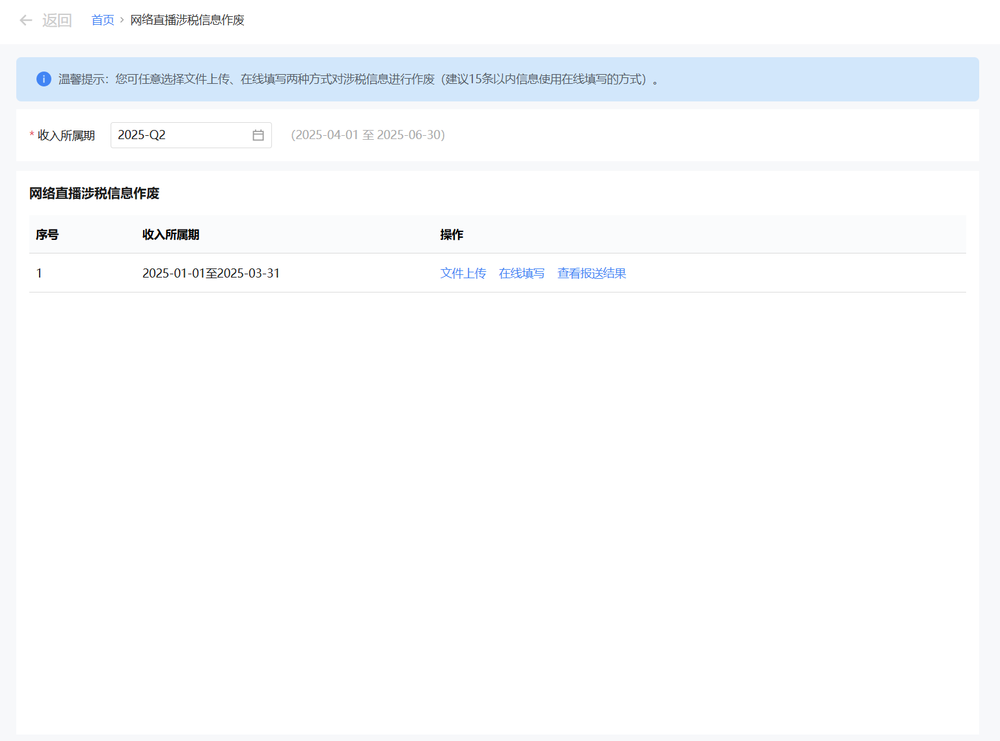 返回 首页 > 网络直播涉税信息作废
温馨提示：您可任意选择文件上传、在线填写两种方式对涉税信息进行作废（建议15条以内信息使用在线填写的方式）。
* 收入所属期 2025-Q2 （2025-04-01 至 2025-06-30）
网络直播涉税信息作废
序号 收入所属期 操作
1 2025-01-01至2025-03-31 文件上传 在线填写 查看报送结果